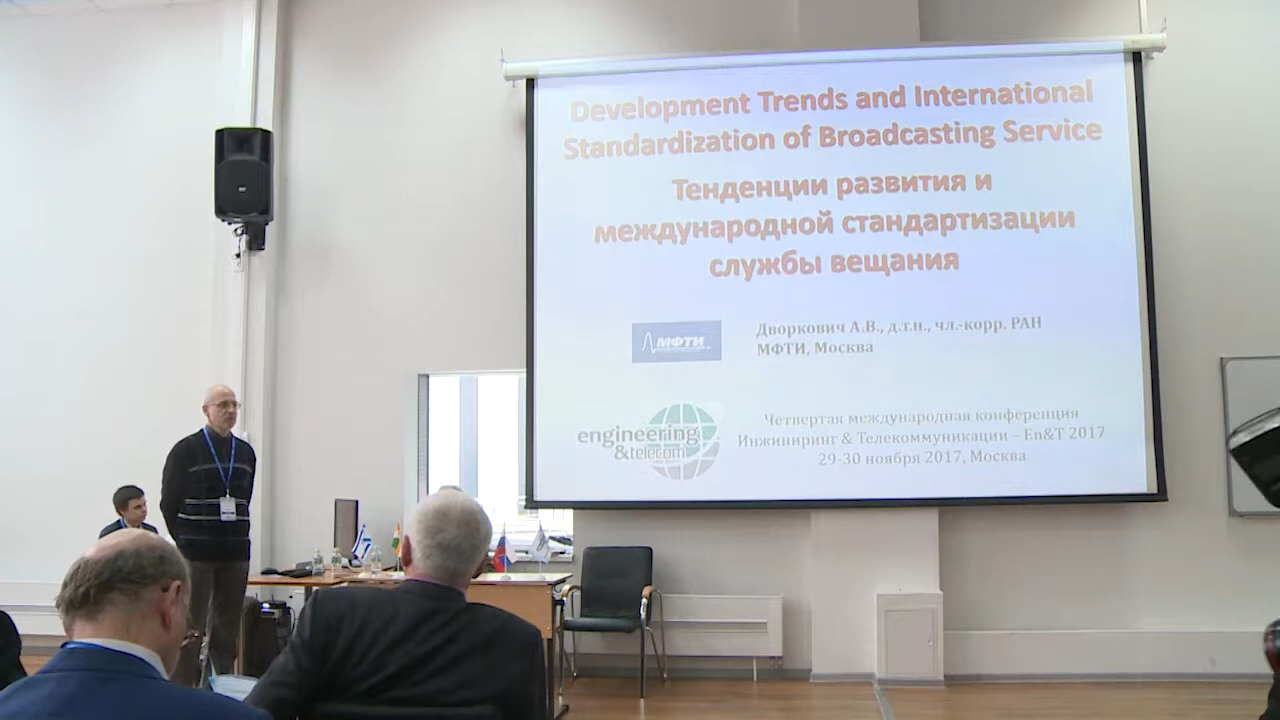 Development Trends and International
Standardization of Broadcasting Service
Тенденции развития и
международной стандартизации
службы вещания
МФТИ
Дворкович А.В., д.т.н., чл.-корр. РАН
МФТИ, Москва
engineering
&telecom
Четвертая международная конференция
Инжиниринг & Телекоммуникации – En&T 2017
29-30 ноября 2017, Москва